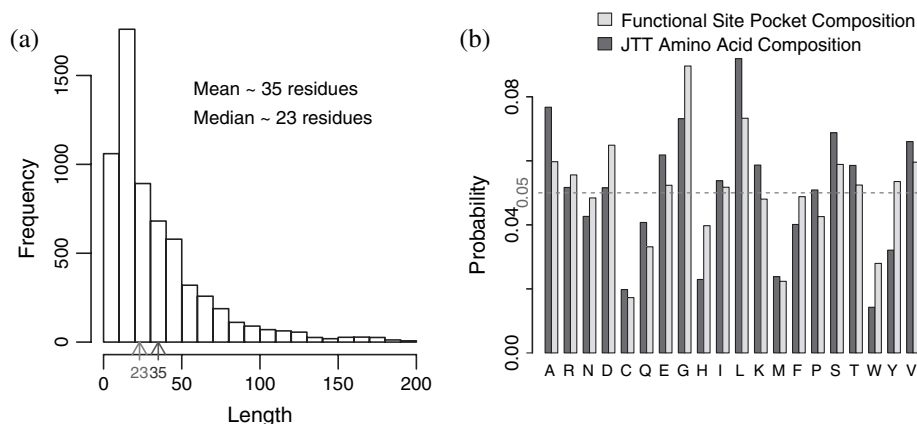 (a)
Mean ~ 35 residues
Median ~ 23 residues
Frequency
1500
1000
500
0
23 35
0 50 100 150 200
Length
(b)
Functional Site Pocket Composition
JTT Amino Acid Composition
Probability
0.08
0.05
0.04
0.00
A R N D C Q E G H I L K M F P S T W Y V